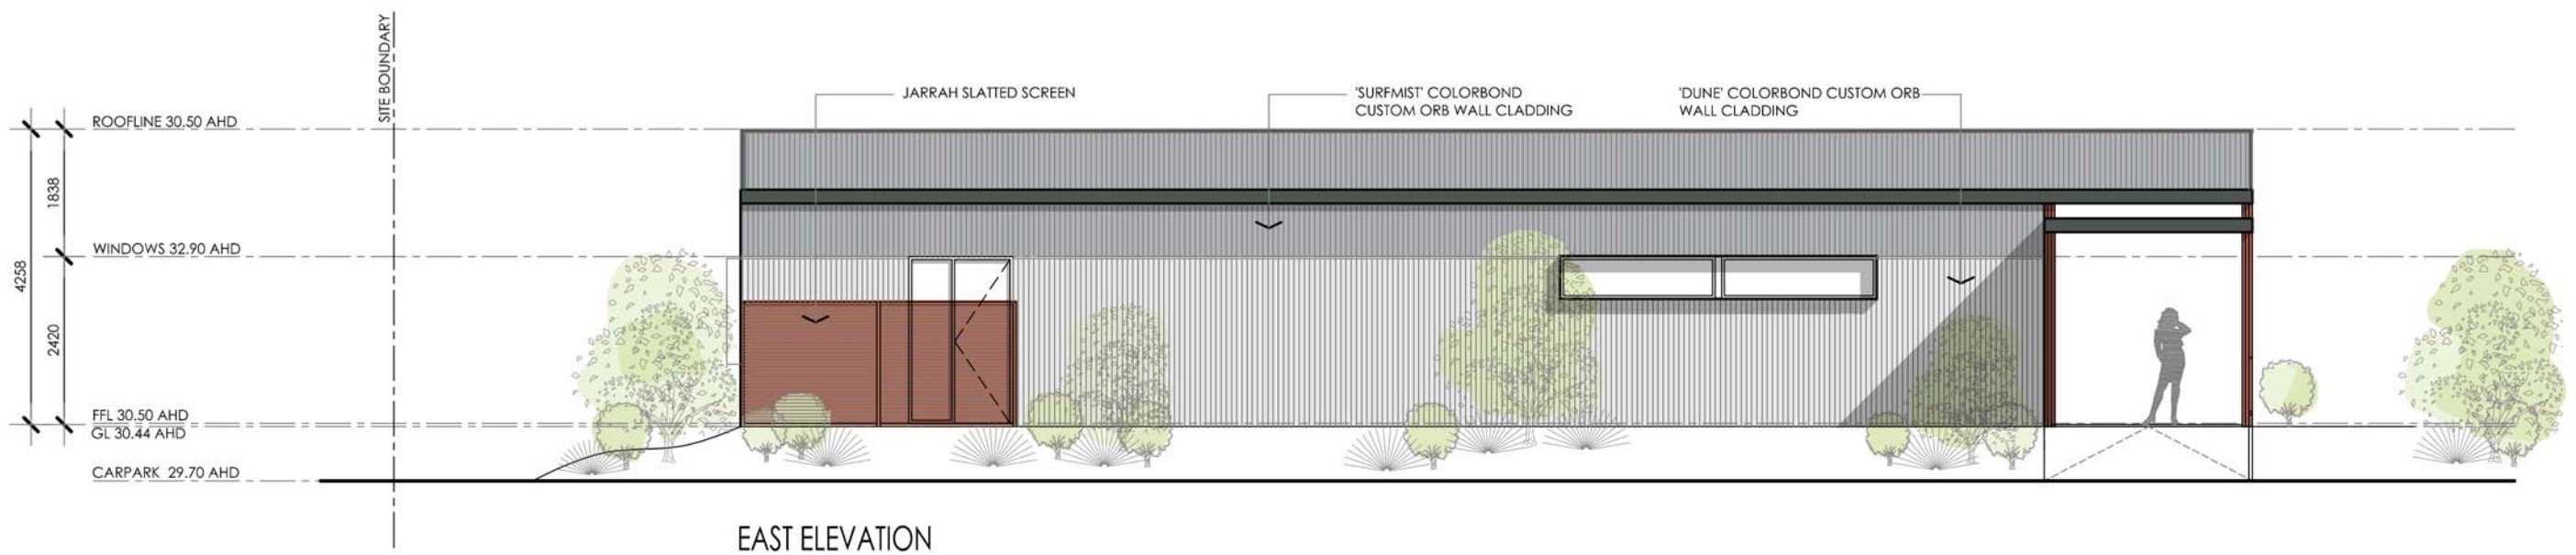 SITE BOUNDARY
JARRAH SLATTED SCREEN
'SURFMIST' COLORBOND
CUSTOM ORB WALL CLADDING
'DUNE' COLORBOND CUSTOM ORB
WALL CLADDING
ROOFLINE 30.50 AHD
1838
WINDOWS 32.90 AHD
4258
2420
FFL 30.50 AHD
GL 30.44 AHD
CARPARK 29.70 AHD
EAST ELEVATION